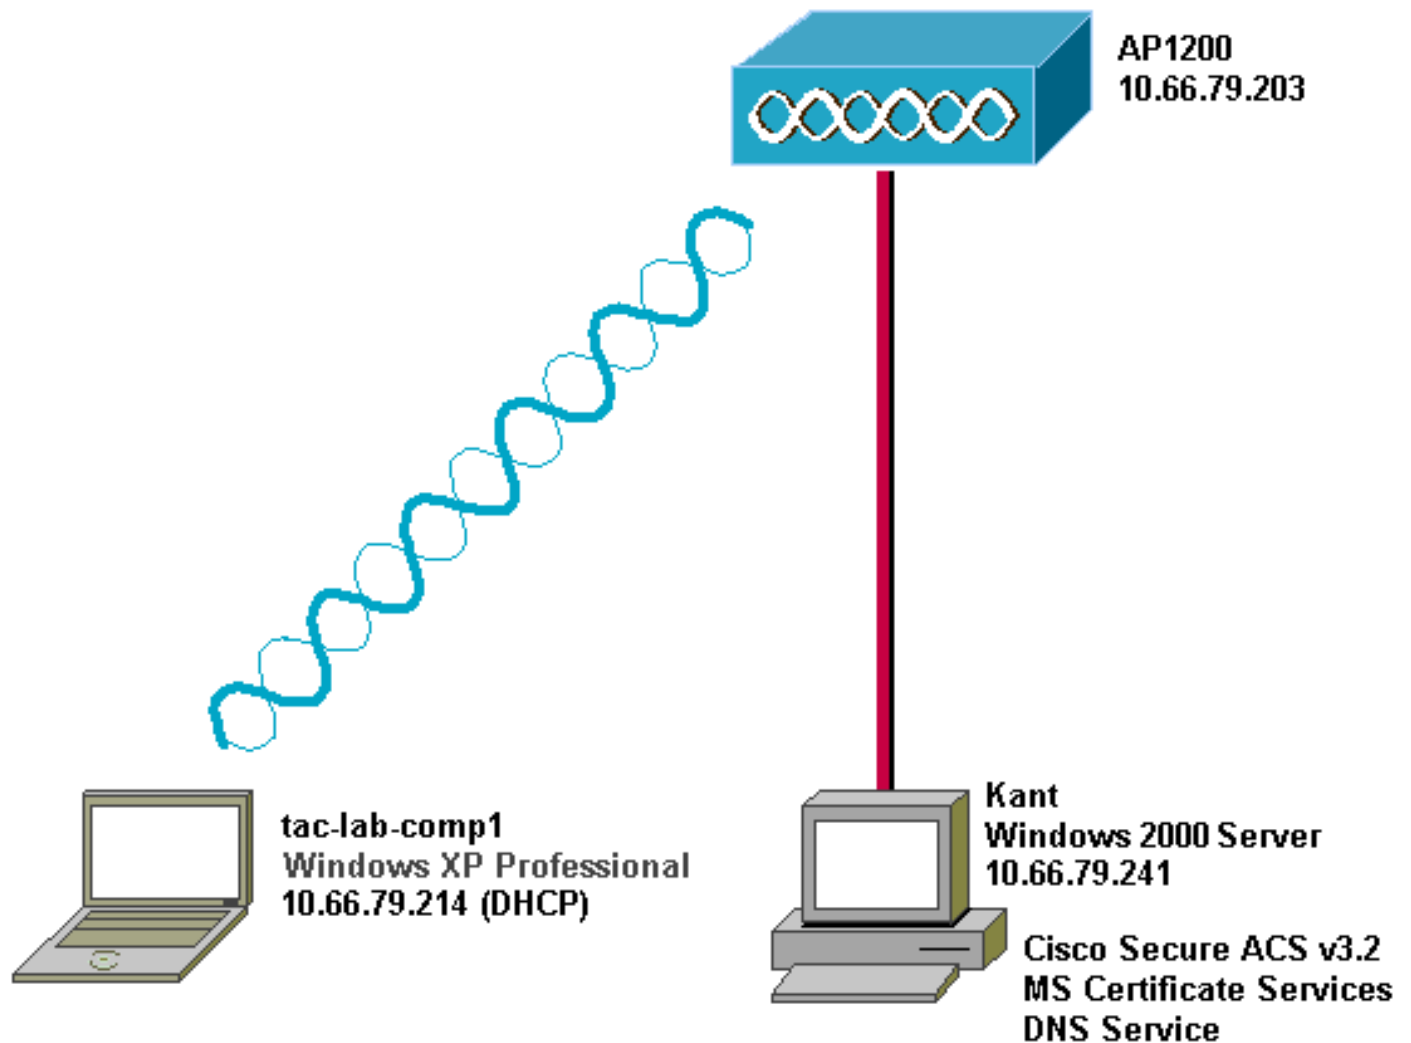 AP1200
10.66.79.203
tac-lab-comp1
Windows XP Professional
10.66.79.214 (DHCP)
Kant
Windows 2000 Server
10.66.79.241
Cisco Secure ACS v3.2
MS Certificate Services
DNS Service